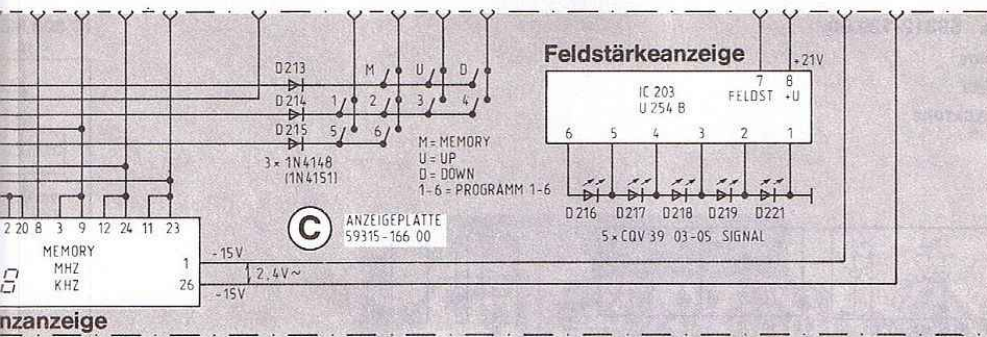 Feldstärkeanzeige
+21V
7 8
FELDST +U
IC 203
U 254 B
6 5 4 3 2 1
D216 D217 D218 D219 D221
5 x CQV 39 03-05 SIGNAL
D213
M U D
D214
1 2 3 4
D215
5 6
3 x 1N4148
(1N4151)
M = MEMORY
U = UP
D = DOWN
1-6 = PROGRAMM 1-6
C
ANZEIGEPLATTE
59315-166 00
2 20 8 3 9 12 24 11 23
MEMORY
MHZ
KHZ
1
26
-15V
2,4V~
-15V
nzanzeige